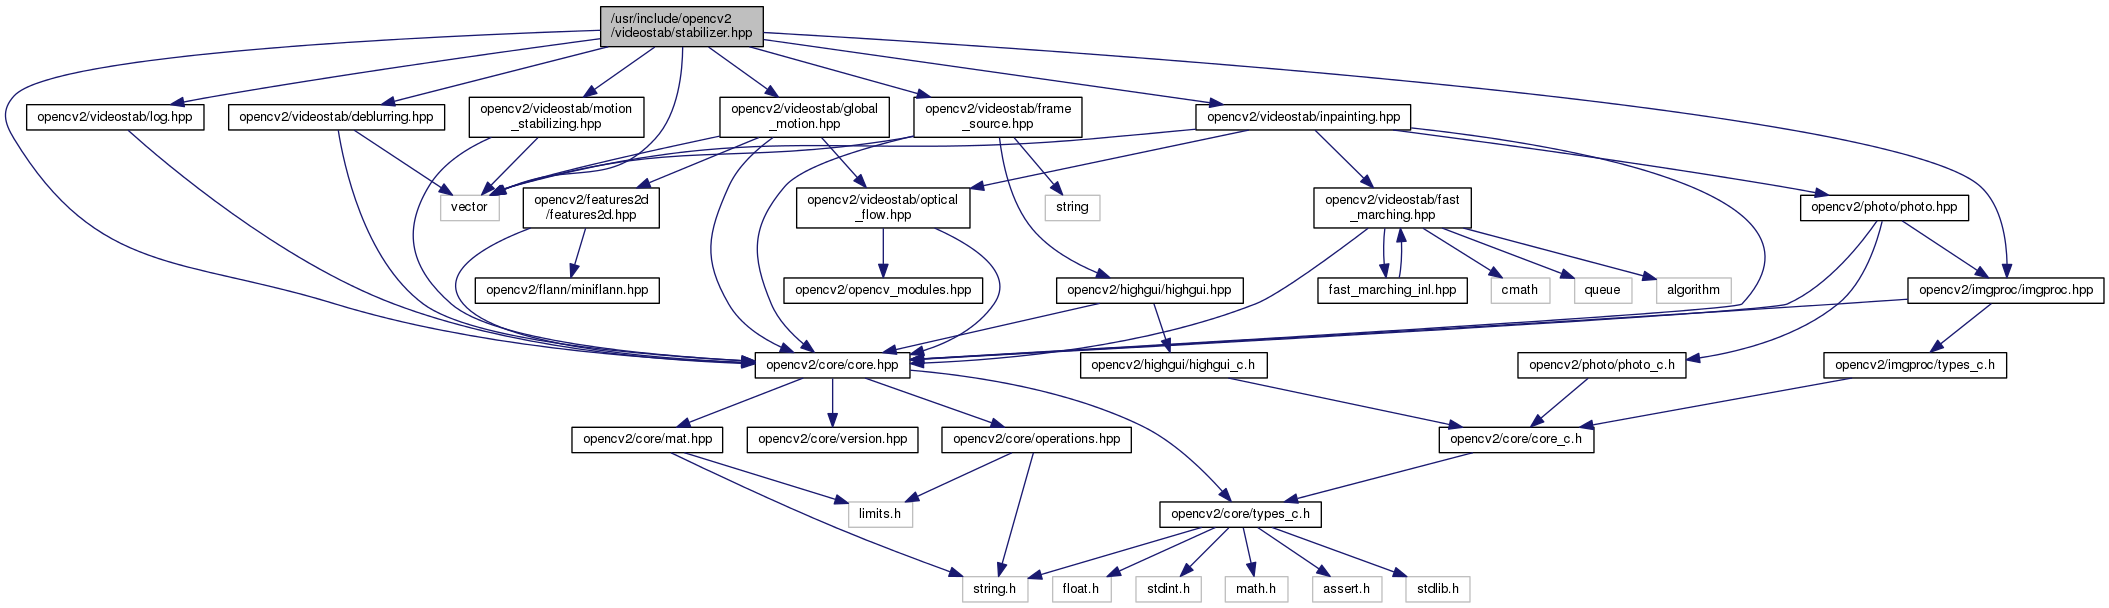 /usr/include/opencv2
/videostab/stabilizer.hpp
opencv2/videostab/log.hpp
opencv2/videostab/deblurring.hpp
opencv2/videostab/motion
_stabilizing.hpp
opencv2/videostab/global
_motion.hpp
opencv2/videostab/frame
_source.hpp
opencv2/videostab/inpainting.hpp
vector
opencv2/features2d
/features2d.hpp
opencv2/videostab/optical
_flow.hpp
string
opencv2/videostab/fast
_marching.hpp
opencv2/photo/photo.hpp
opencv2/flann/miniflann.hpp
opencv2/opencv_modules.hpp
opencv2/highgui/highgui.hpp
fast_marching_inl.hpp
cmath
queue
algorithm
opencv2/imgproc/imgproc.hpp
opencv2/core/core.hpp
opencv2/highgui/highgui_c.h
opencv2/photo/photo_c.h
opencv2/imgproc/types_c.h
opencv2/core/mat.hpp
opencv2/core/version.hpp
opencv2/core/operations.hpp
opencv2/core/core_c.h
limits.h
opencv2/core/types_c.h
string.h
float.h
stdint.h
math.h
assert.h
stdlib.h